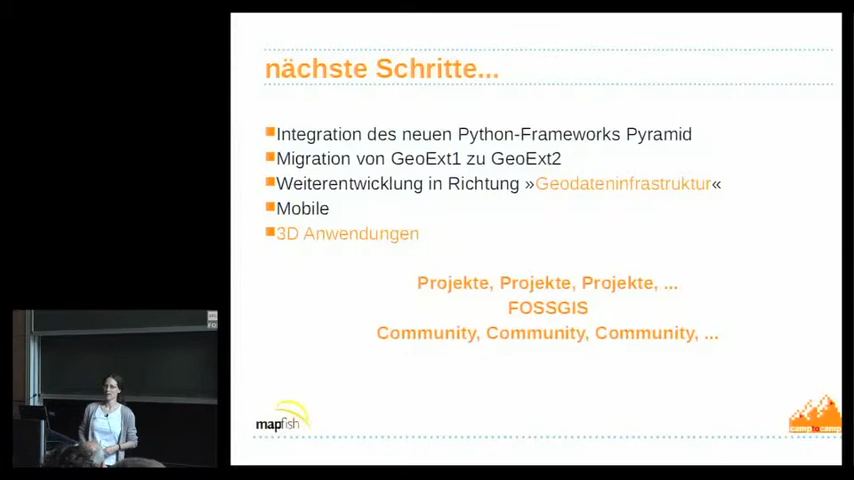 nächste Schritte...
Integration des neuen Python-Frameworks Pyramid
Migration von GeoExt1 zu GeoExt2
Weiterentwicklung in Richtung »Geodateninfrastruktur«
Mobile
3D Anwendungen
Projekte, Projekte, Projekte, ...
FOSSGIS
Community, Community, Community, ...
mapfish
camptocamp